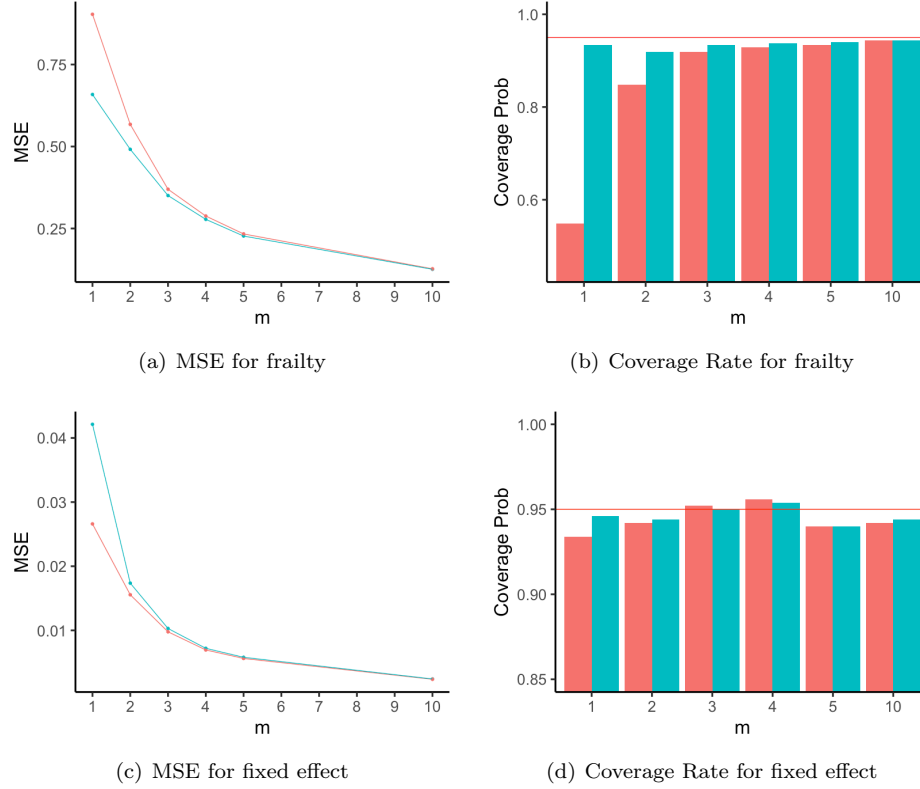 MSE
0.75
0.50
0.25
1 2 3 4 5 6 7 8 9 10
m
(a) MSE for frailty
Coverage Prob
1.0
0.8
0.6
1 2 3 4 5 10
m
(b) Coverage Rate for frailty
MSE
0.04
0.03
0.02
0.01
1 2 3 4 5 6 7 8 9 10
m
(c) MSE for fixed effect
Coverage Prob
1.00
0.95
0.90
0.85
1 2 3 4 5 10
m
(d) Coverage Rate for fixed effect